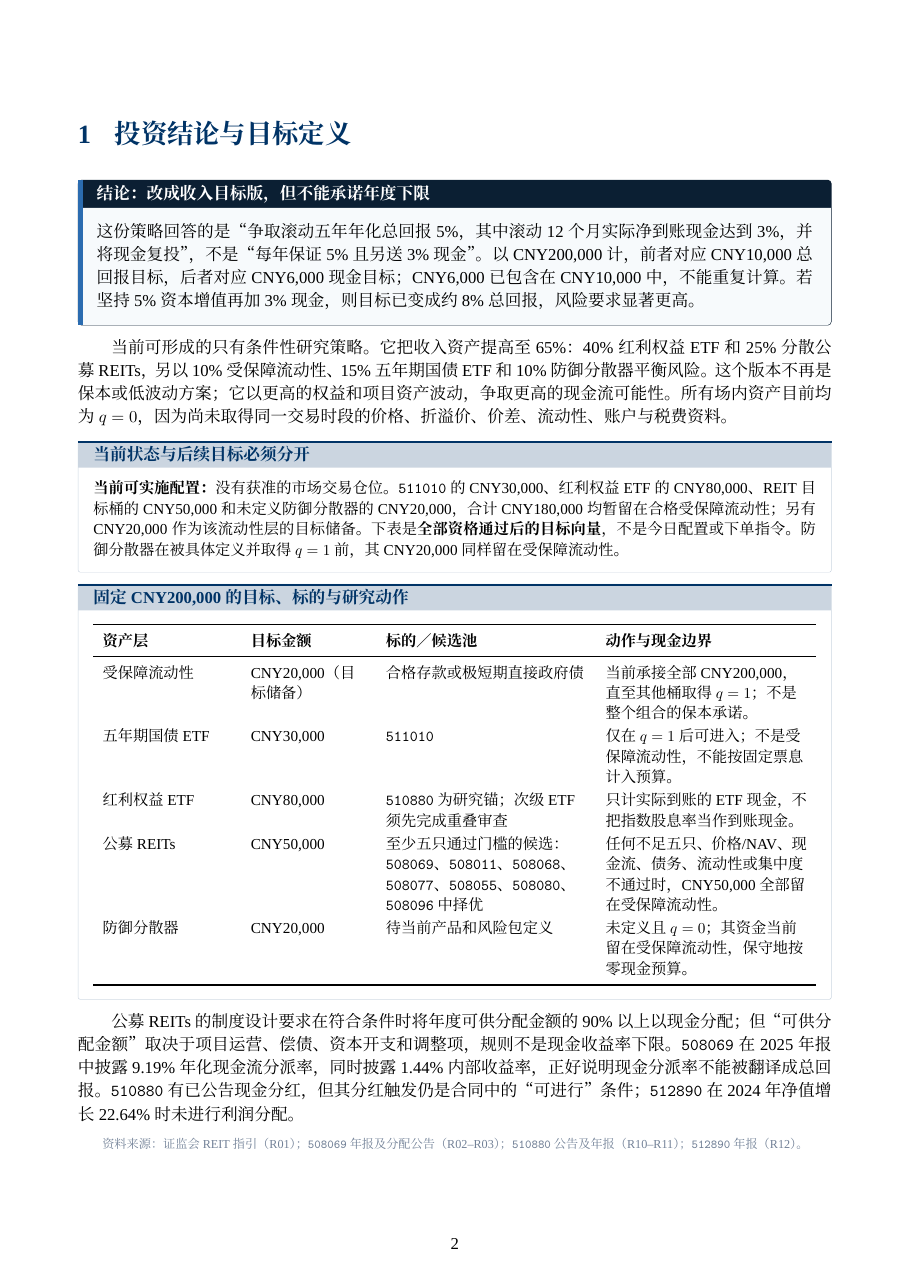 1 投资结论与目标定义
结论：改成收入目标版，但不能承诺年度下限
这份策略回答的是“争取滚动五年年化总回报 5%，其中滚动 12 个月实际净到账现金达到 3%，并
将现金复投”，不是“每年保证 5% 且另送 3% 现金”。以 CNY200,000 计，前者对应 CNY10,000 总
回报目标，后者对应 CNY6,000 现金目标；CNY6,000 已包含在 CNY10,000 中，不能重复计算。若
坚持 5% 资本增值再加 3% 现金，则目标已变成约 8% 总回报，风险要求显著更高。
当前可形成的只有条件性研究策略。它把收入资产提高至 65%：40% 红利权益 ETF 和 25% 分散公
募 REITs，另以 10% 受保障流动性、15% 五年期国债 ETF 和 10% 防御分散器平衡风险。这个版本不再是
保本或低波动方案；它以更高的权益和项目资产波动，争取更高的现金流可能性。所有场内资产目前均
为 q = 0，因为尚未取得同一交易时段的价格、折溢价、价差、流动性、账户与税费资料。
当前状态与后续目标必须分开
当前可实施配置：没有获准的市场交易仓位。511010 的 CNY30,000、红利权益 ETF 的 CNY80,000、REIT 目
标桶的 CNY50,000 和未定义防御分散器的 CNY20,000，合计 CNY180,000 均暂留在合格受保障流动性；另有
CNY20,000 作为该流动性层的目标储备。下表是全部资格通过后的目标向量，不是今日配置或下单指令。防
御分散器在被具体定义并取得 q = 1 前，其 CNY20,000 同样留在受保障流动性。
固定 CNY200,000 的目标、标的与研究动作
资产层 目标金额 标的／候选池 动作与现金边界
受保障流动性 CNY20,000（目 合格存款或极短期直接政府债 当前承接全部 CNY200,000，
标储备） 直至其他桶取得 q = 1；不是
整个组合的保本承诺。
五年期国债 ETF CNY30,000 511010 仅在 q = 1 后可进入；不是受
保障流动性，不能按固定票息
计入预算。
红利权益 ETF CNY80,000 510880 为研究锚；次级 ETF 只计实际到账的 ETF 现金，不
须先完成重叠审查 把指数股息率当作到账现金。
公募 REITs CNY50,000 至少五只通过门槛的候选： 任何不足五只、价格/NAV、现
508069、508011、508068、 金流、债务、流动性或集中度
508077、508055、508080、 不通过时，CNY50,000 全部留
508096 中择优 在受保障流动性。
防御分散器 CNY20,000 待当前产品和风险包定义 未定义且 q = 0；其资金当前
留在受保障流动性，保守地按
零现金预算。
公募 REITs 的制度设计要求在符合条件时将年度可供分配金额的 90% 以上以现金分配；但“可供分
配金额”取决于项目运营、偿债、资本开支和调整项，规则不是现金收益率下限。508069 在 2025 年报
中披露 9.19% 年化现金流分派率，同时披露 1.44% 内部收益率，正好说明现金分派率不能被翻译成总回
报。510880 有已公告现金分红，但其分红触发仍是合同中的“可进行”条件；512890 在 2024 年净值增
长 22.64% 时未进行利润分配。
资料来源：证监会 REIT 指引（R01）；508069 年报及分配公告（R02–R03）；510880 公告及年报（R10–R11）；512890 年报（R12）。
2